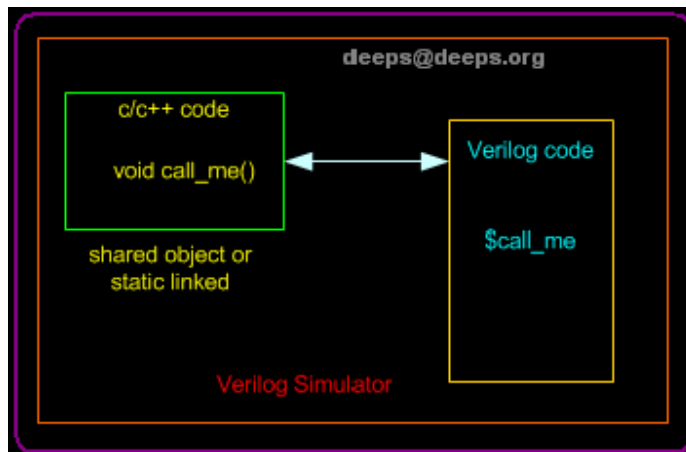 deeps@deeps.org
c/c++ code
void call_me()
shared object or
static linked
Verilog code
$call_me
Verilog Simulator